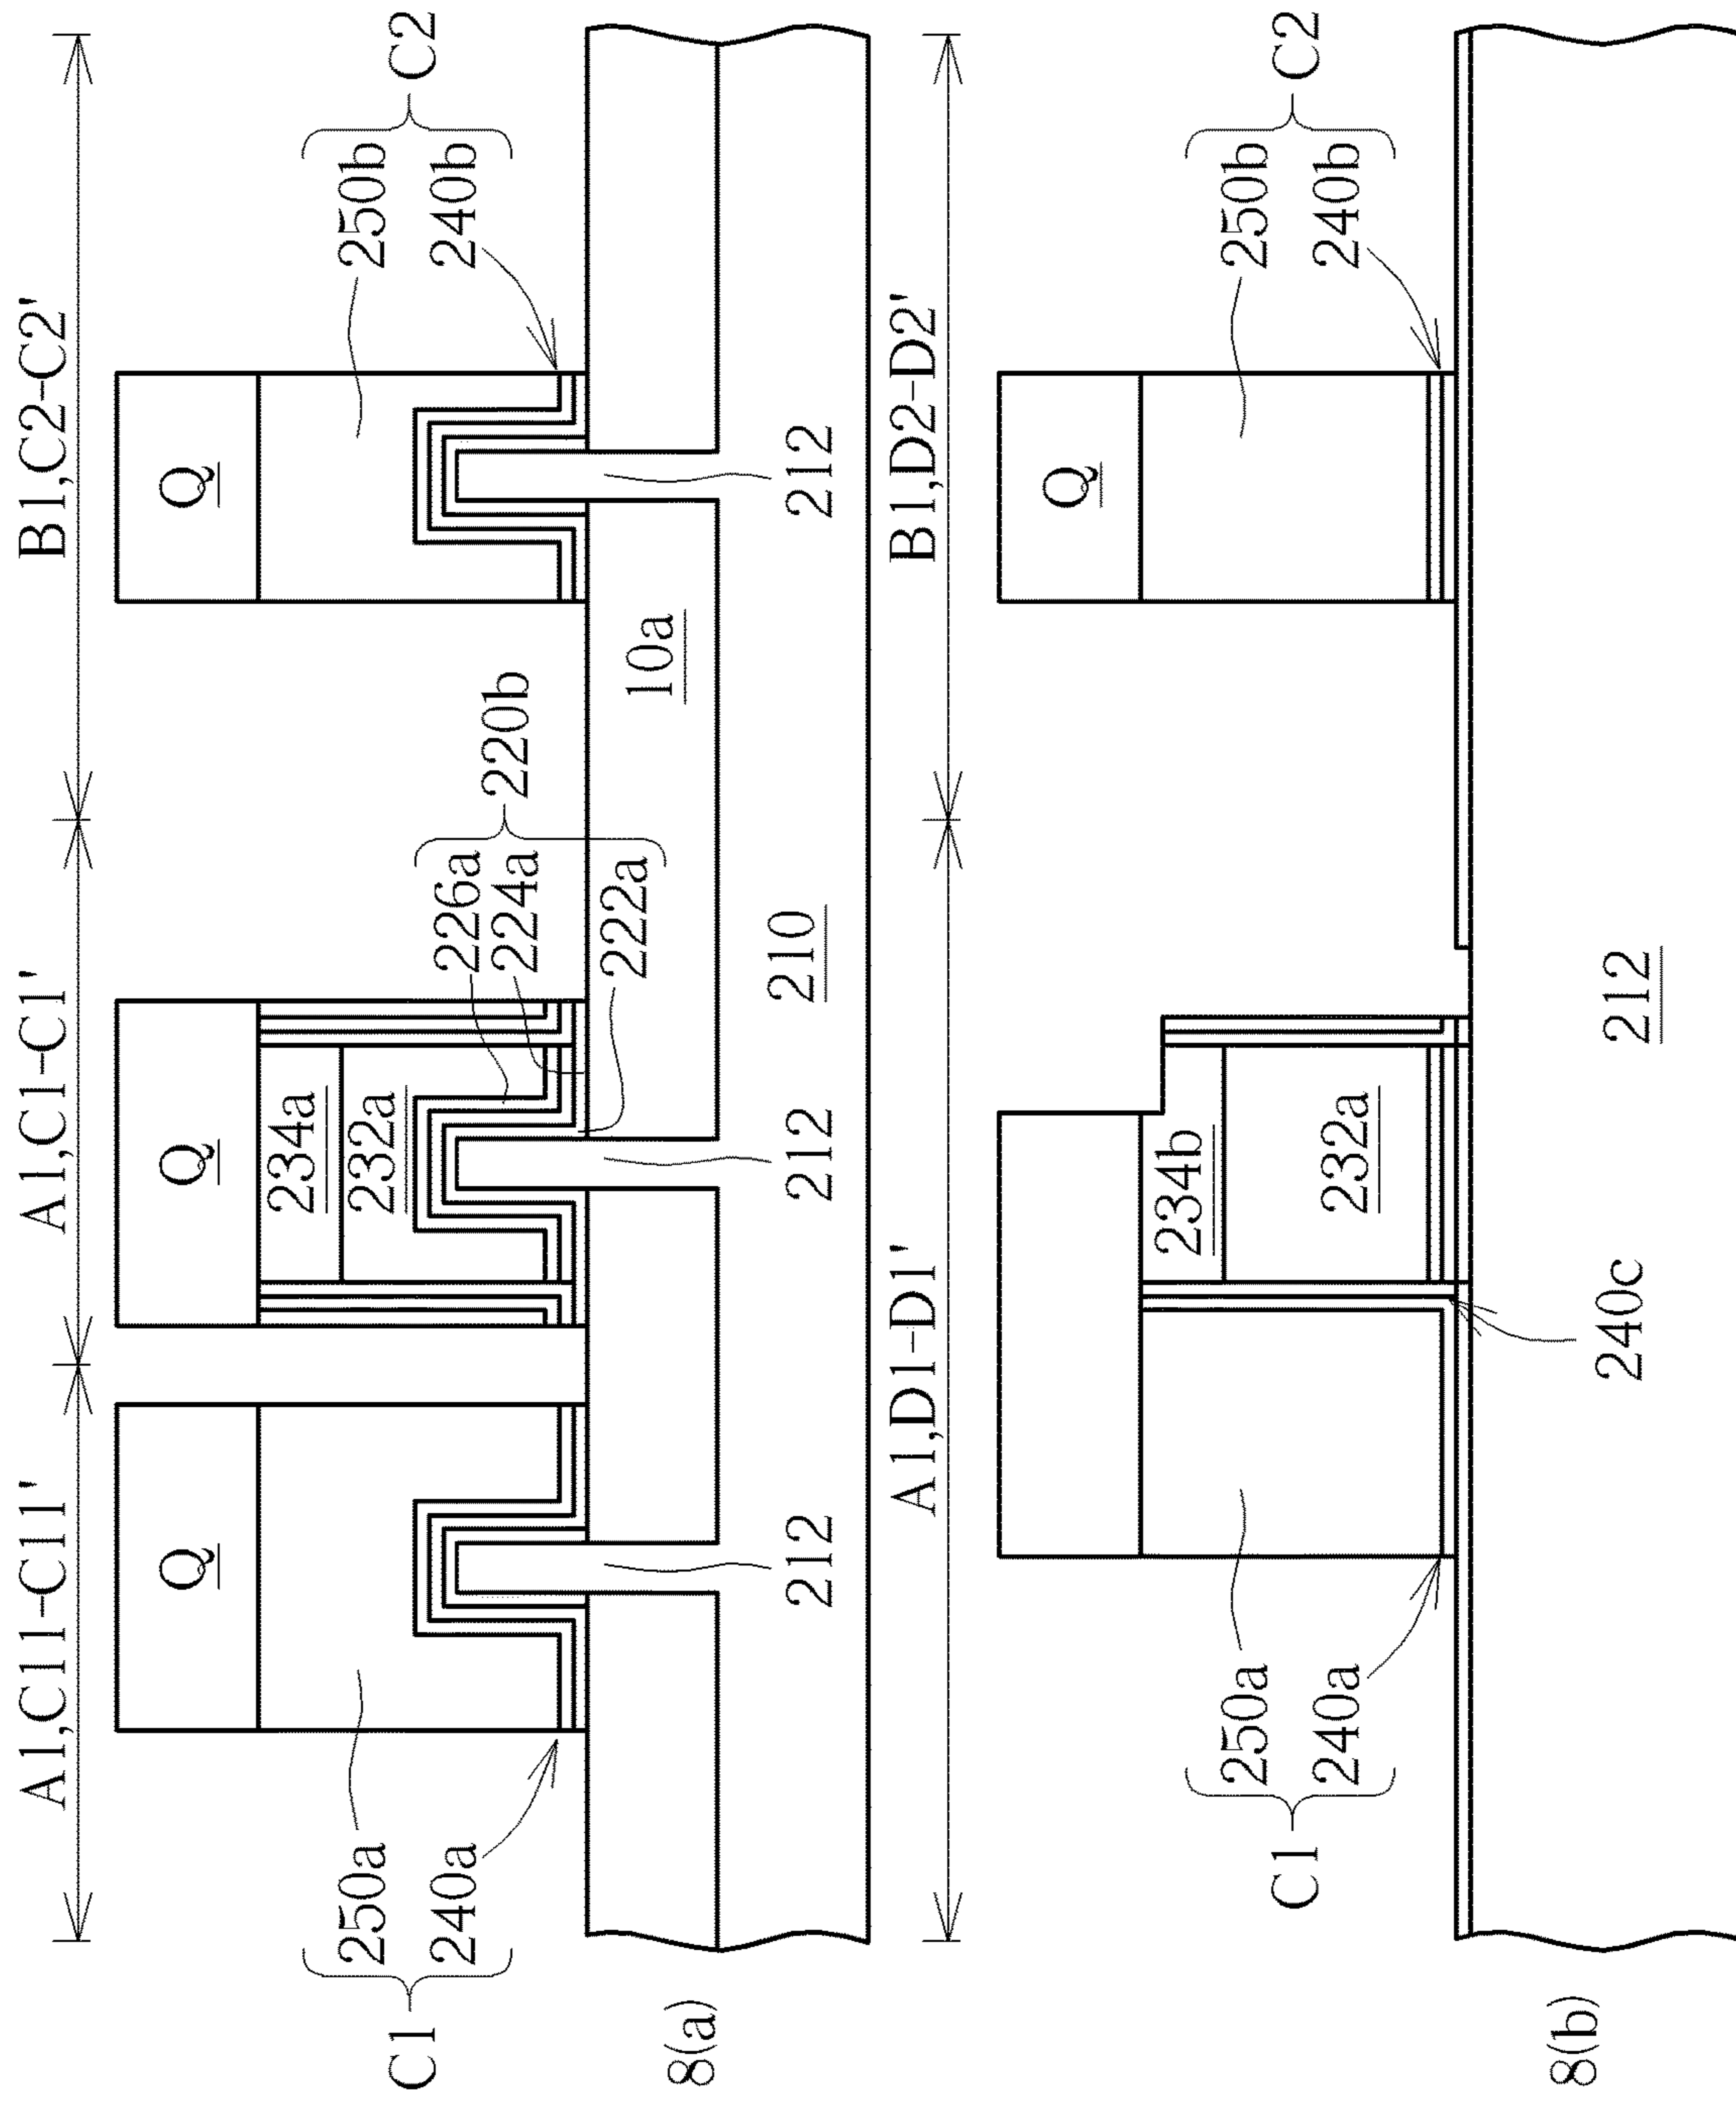 A1,C11-C11'
A1,C1-C1'
B1,C2-C2'
Q
Q
Q
C1
250a
240a
234a
232a
226a
224a
222a
220b
250b
240b
C2
10a
212
212
212
210
8(a)
A1,D1-D1'
B1,D2-D2'
Q
C1
250a
240a
234b
232a
250b
240b
C2
240c
212
8(b)